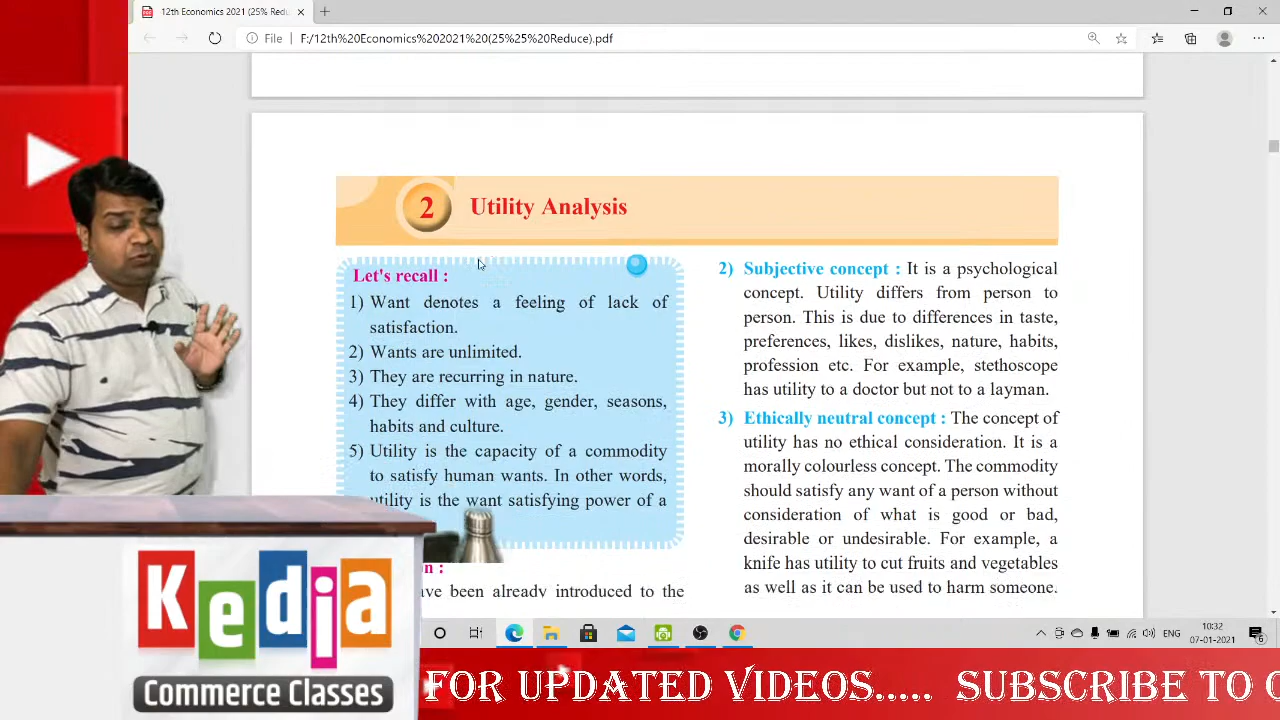 12th Economics 2021 (25% Redu
File F:/12th%20Economics%202021%20(25%25%20Reduce).pdf
2 Utility Analysis
Let's recall :
1) Want denotes a feeling of lack of
satisfaction.
2) Wants are unlimited.
3) They are recurring in nature.
4) They differ with age, gender, seasons,
habits and culture.
5) Utility is the capacity of a commodity
to satisfy human wants. In other words,
utility is the want satisfying power of a
n :
ve been already introduced to the
2) Subjective concept : It is a psychological
concept. Utility differs from person to
person. This is due to differences in taste,
preferences, likes, dislikes, nature, habits,
profession etc. For example, stethoscope
has utility to a doctor but not to a layman.
3) Ethically neutral concept : The concept of
utility has no ethical consideration. It is a
morally colourless concept. The commodity
should satisfy any want of a person without
consideration of what is good or bad,
desirable or undesirable. For example, a
knife has utility to cut fruits and vegetables
as well as it can be used to harm someone.
ENG
10:32
07-01-2021
6
Kedia
Commerce Classes
FOR UPDATED VIDEOS..... SUBSCRIBE TO